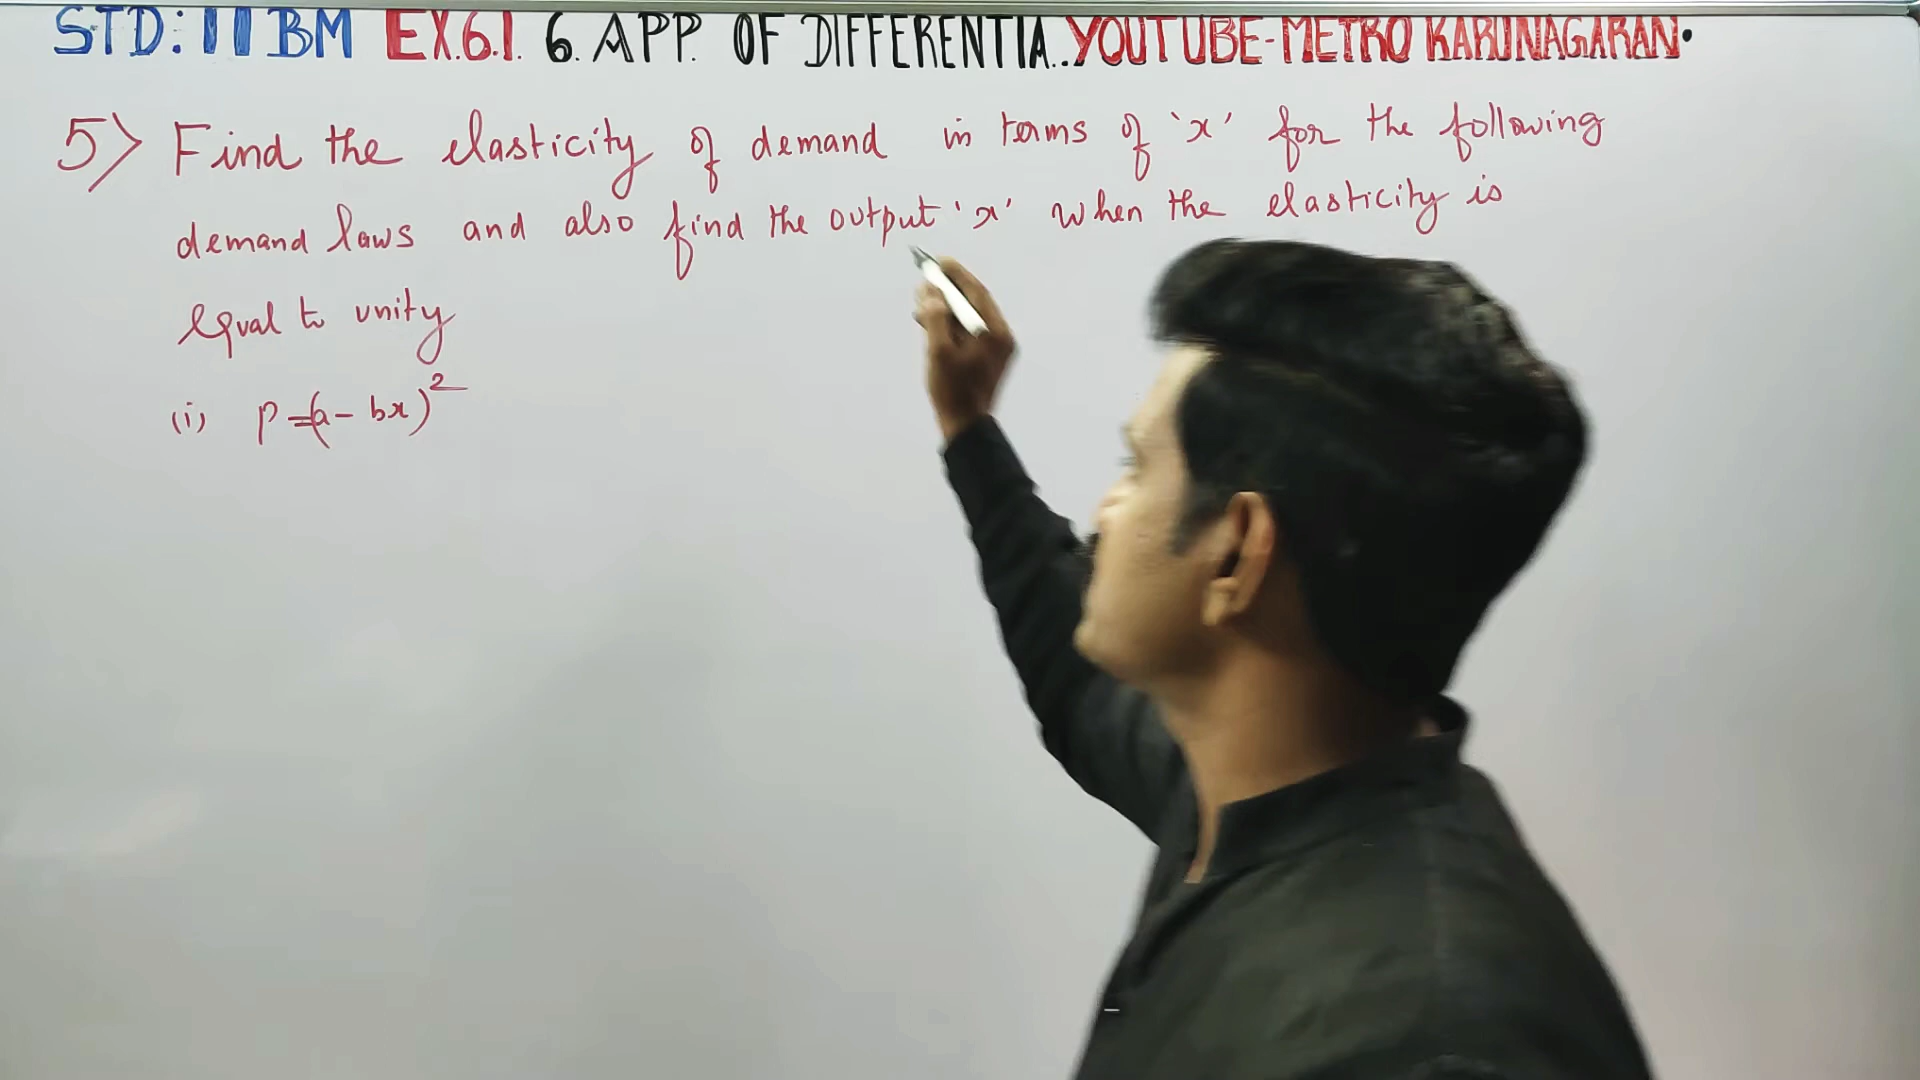 STD: 11 BM EX.6.1. 6. APP. OF DIFFERENTIA..YOUTUBE-METRO KARUNAGARAN.
5) Find the elasticity of demand in terms of 'x' for the following
demand laws and also find the output 'x' when the elasticity is
equal to unity
(i) p=(a- bx)²